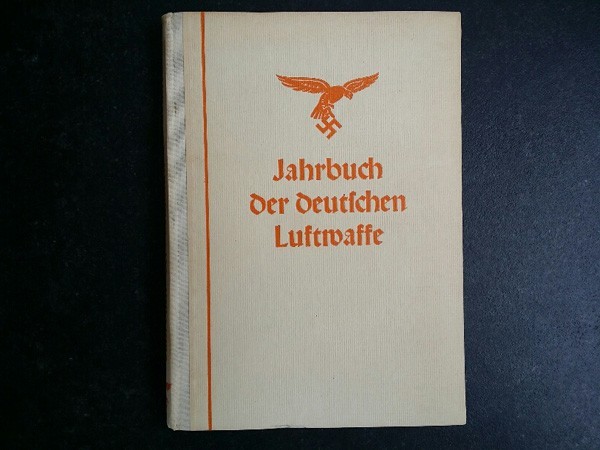 Jahrbuch
der deutſchen
Luftwaffe